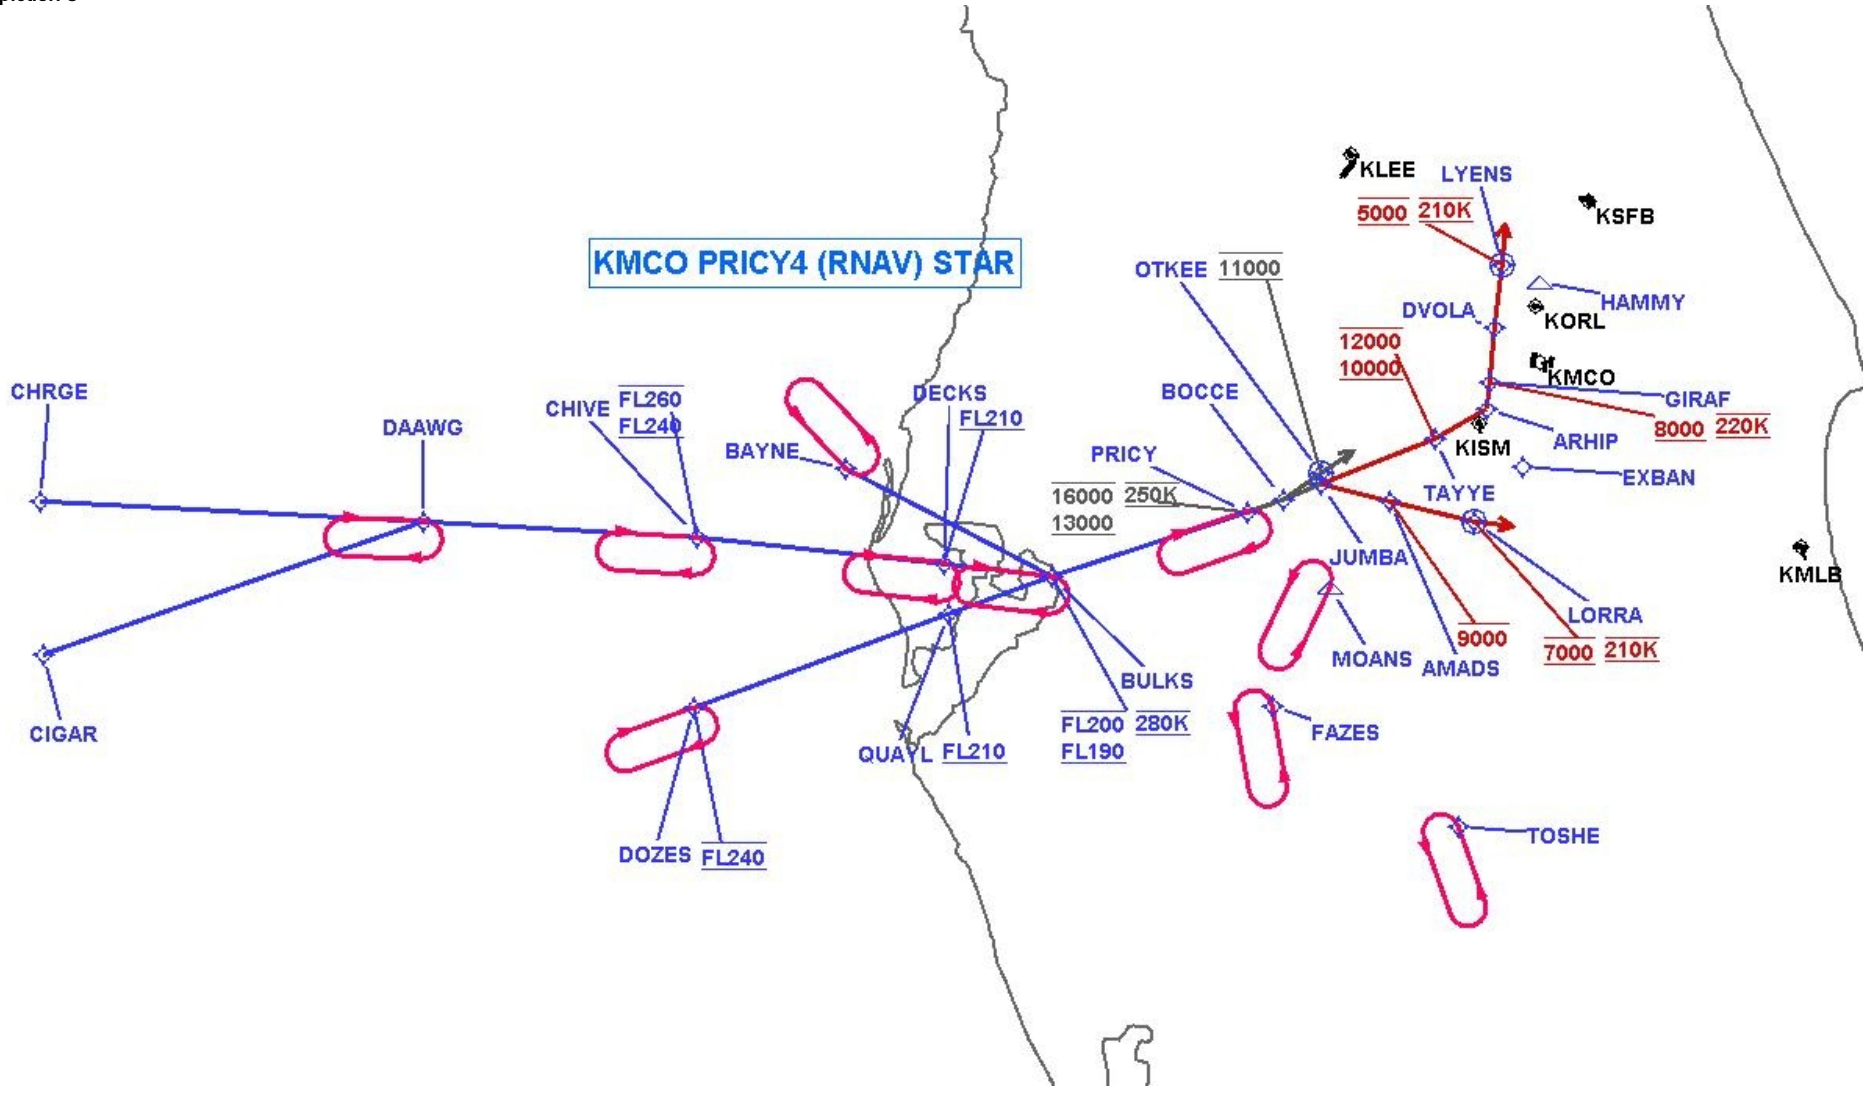 KLEE
LYENS
5000 210K
KSFB
KMCO PRICY4 (RNAV) STAR
OTKEE 11000
HAMMY
DVOLA
KORL
12000
10000
KMCO
CHRGE
CHIVE
FL260
FL240
DECKS
FL210
BOCCE
GIRAF
8000 220K
DAAWG
BAYNE
PRICY
KISM
ARHIP
EXBAN
16000 250K
13000
TAYYE
JUMBA
KMLB
LORRA
9000
7000 210K
MOANS
AMADS
BULKS
CIGAR
FL200 280K
FL190
FAZES
QUAYL FL210
DOZES FL240
TOSHE